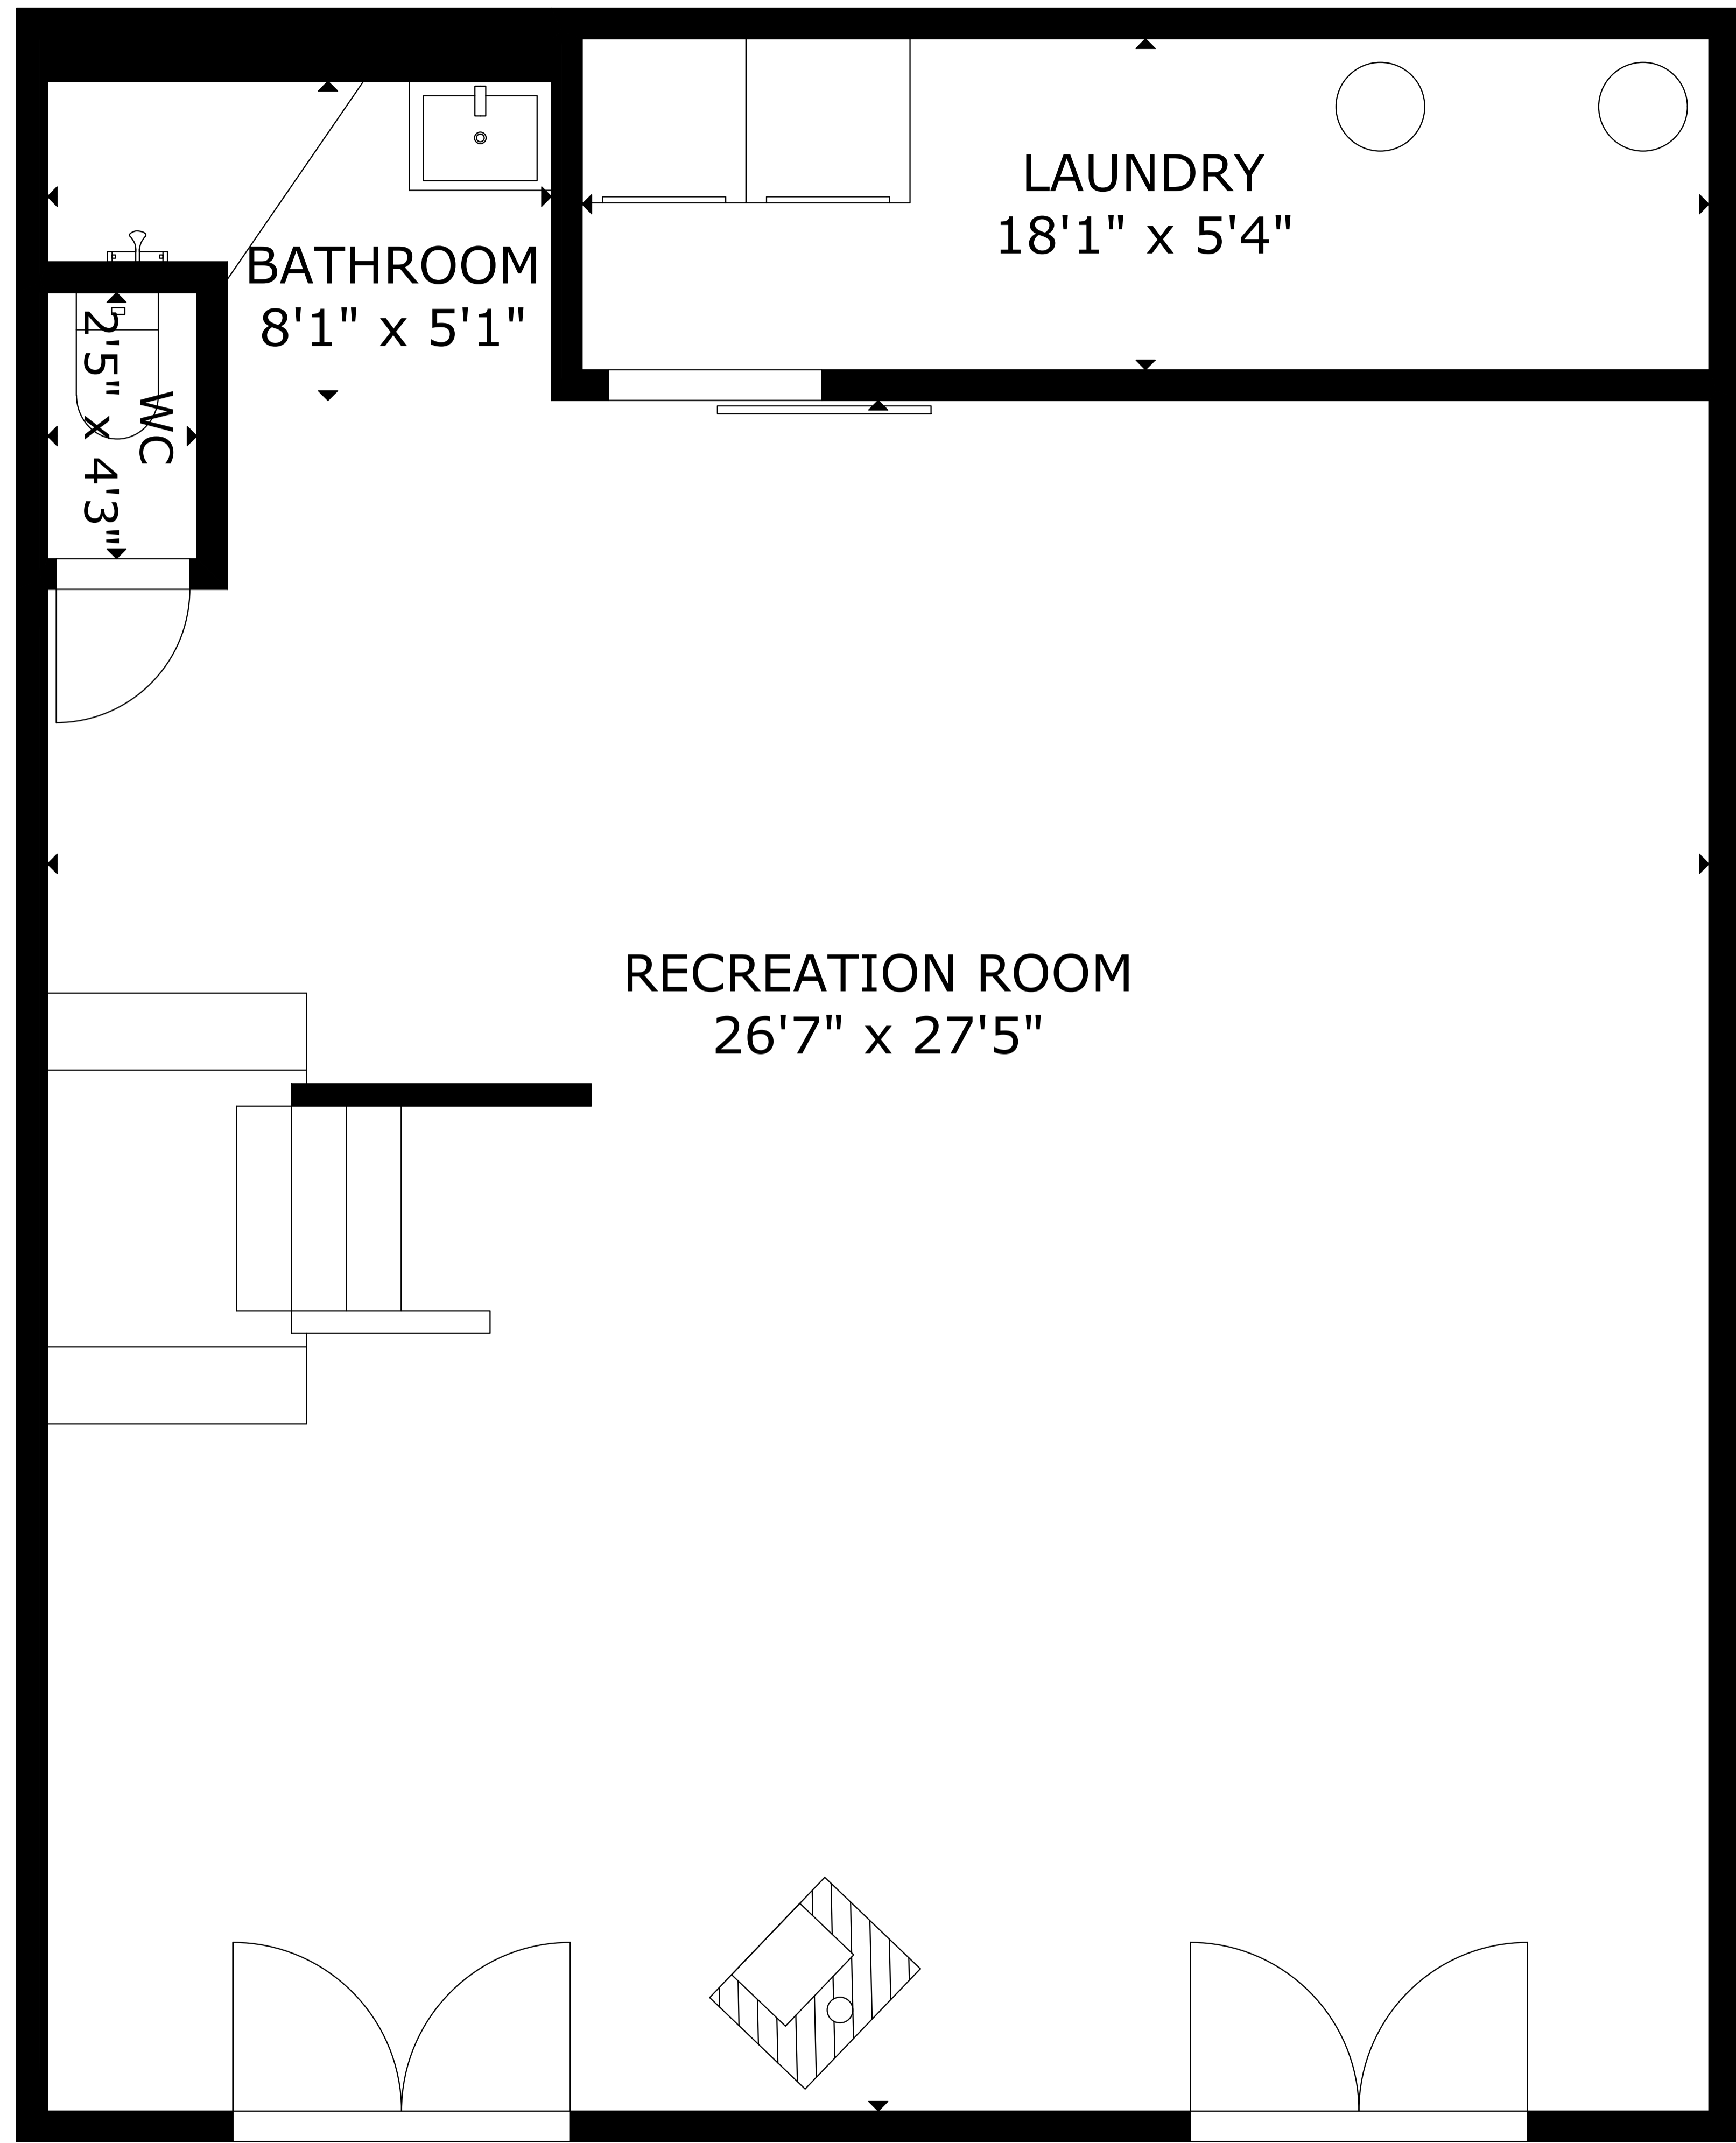 LAUNDRY
18'1" x 5'4"
BATHROOM
8'1" x 5'1"
WC
2'5" x 4'3"
RECREATION ROOM
26'7" x 27'5"